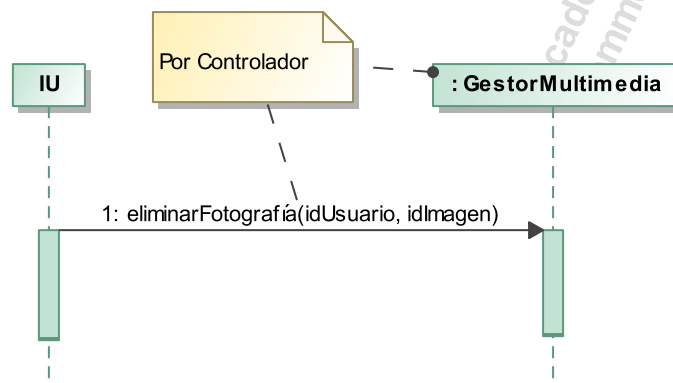 Por Controlador
IU
: GestorMultimedia
1: eliminarFotografía(idUsuario, idImagen)